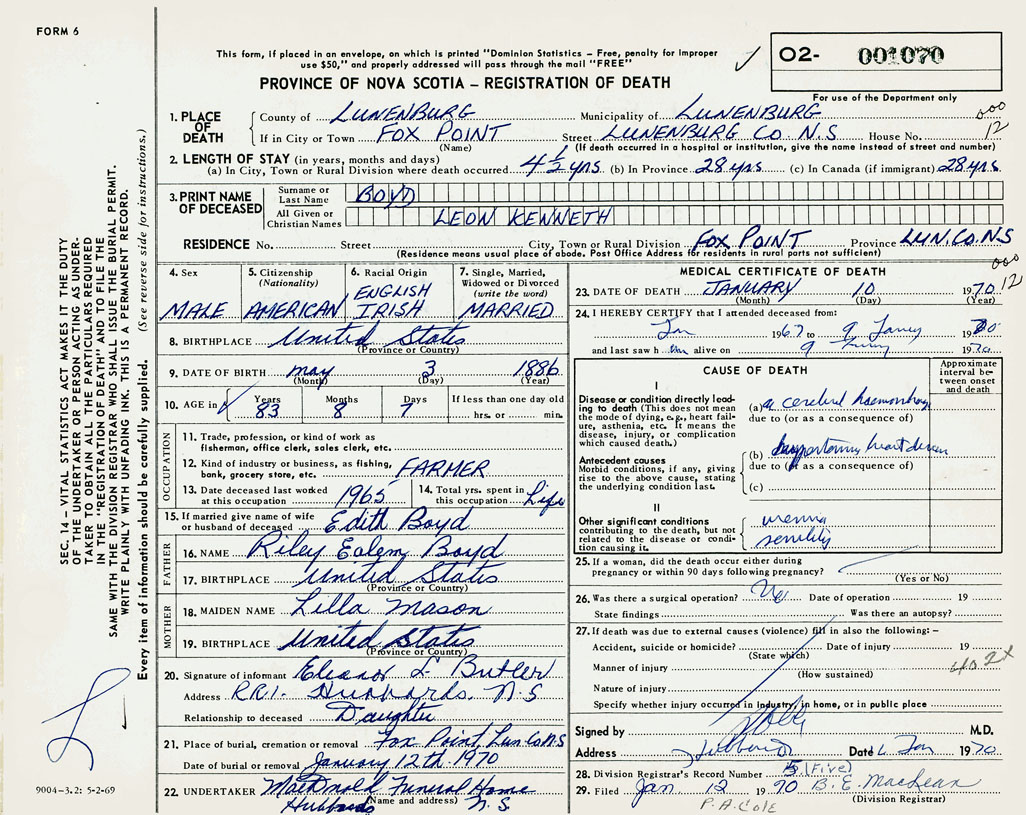 FORM 6
This form, if placed in an envelope, on which is printed "Dominion Statistics – Free, penalty for improper
use $50," and properly addressed will pass through the mail "FREE"
PROVINCE OF NOVA SCOTIA – REGISTRATION OF DEATH
O2- 001070
For use of the Department only
1. PLACE OF DEATH
County of LUNENBURG Municipality of LUNENBURG
000
12
If in City or Town FOX POINT Street LUNENBURG CO. N.S. House No.
(Name) (If death occurred in a hospital or institution, give the name instead of street and number)
2. LENGTH OF STAY (in years, months and days)
(a) In City, Town or Rural Division where death occurred 4½ yrs (b) In Province 28 yrs (c) In Canada (if immigrant) 28 yrs
3. PRINT NAME OF DECEASED
Surname or Last Name BOYD
All Given or Christian Names LEON KENNETH
RESIDENCE No. Street City, Town or Rural Division FOX POINT Province LUN. CO. N.S
(Residence means usual place of abode. Post Office Address for residents in rural parts not sufficient)
000
12
4. Sex
MALE
5. Citizenship
(Nationality)
AMERICAN
6. Racial Origin
ENGLISH
IRISH
7. Single, Married,
Widowed or Divorced
(write the word)
MARRIED
8. BIRTHPLACE United States
(Province or Country)
9. DATE OF BIRTH may 3 1886
(Month) (Day) (Year)
10. AGE in Years 83 Months 8 Days 7 If less than one day old
hrs. or min.
OCCUPATION
11. Trade, profession, or kind of work as
fisherman, office clerk, sales clerk, etc.
12. Kind of industry or business, as fishing,
bank, grocery store, etc. FARMER
13. Date deceased last worked
at this occupation 1965
14. Total yrs. spent in
this occupation Life
15. If married give name of wife
or husband of deceased Edith Boyd
FATHER
16. NAME Riley Ealem Boyd
17. BIRTHPLACE United States
(Province or Country)
MOTHER
18. MAIDEN NAME Lilla Mason
19. BIRTHPLACE United States
(Province or Country)
20. Signature of informant Eleanor L Butler
Address R.R.1. Hubbards, N.S
Relationship to deceased Daughter
21. Place of burial, cremation or removal Fox Point, Lun Co N.S
Date of burial or removal January 12th. 1970
22. UNDERTAKER MacDonald Funeral Home
(Name and address)
Hubbards N.S.
MEDICAL CERTIFICATE OF DEATH
23. DATE OF DEATH JANUARY 10 1970
(Month) (Day) (Year)
24. I HEREBY CERTIFY that I attended deceased from:
Jan 1967 to 9 1970
and last saw h im alive on 9 1970
CAUSE OF DEATH
Approximate
interval be-
tween onset
and death
I
Disease or condition directly lead-
ing to death (This does not mean
the mode of dying, e.g., heart fail-
ure, asthenia, etc. It means the
disease, injury, or complication
which caused death.)
(a) a cerebral haemorrhage
due to (or as a consequence of)
Antecedent causes
Morbid conditions, if any, giving
rise to the above cause, stating
the underlying condition last.
(b) heart disease
due to (or as a consequence of)
(c)
II
Other significant conditions
contributing to the death, but not
related to the disease or condi-
tion causing it.
senility
25. If a woman, did the death occur either during
pregnancy or within 90 days following pregnancy?
(Yes or No)
26. Was there a surgical operation? Date of operation 19
State findings Was there an autopsy?
27. If death was due to external causes (violence) fill in also the following: –
Accident, suicide or homicide? Date of injury 19
(State which)
Manner of injury
(How sustained)
402X
Nature of injury
Specify whether injury occurred in industry, in home, or in public place
Signed by M.D.
Address Hubbards Date Jan 1970
28. Division Registrar's Record Number 5 (Five)
29. Filed Jan 12 1970 B. E. MacLean
(Division Registrar)
P.A. Cole
SEC. 14 – VITAL STATISTICS ACT MAKES IT THE DUTY
OF THE UNDERTAKER OR PERSON ACTING AS UNDER-
TAKER TO OBTAIN ALL THE PARTICULARS REQUIRED
IN THE "REGISTRATION OF DEATH" AND TO FILE THE
SAME WITH THE DIVISION REGISTRAR WHO SHALL ISSUE THE BURIAL PERMIT.
WRITE PLAINLY WITH UNFADING INK. THIS IS A PERMANENT RECORD.
Every item of information should be carefully supplied. (See reverse side for instructions.)
9004-3.2: 5-2-69